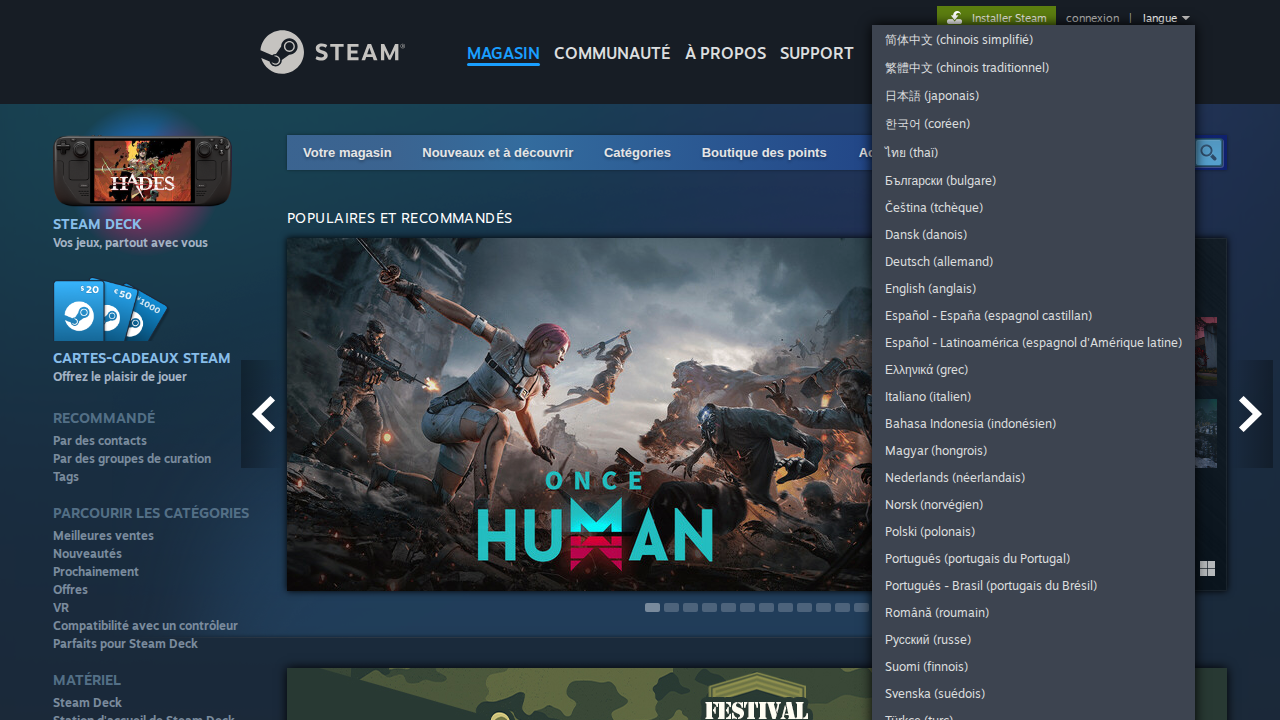 Installer Steam
connexion
|
langue
STEAM®
MAGASIN
COMMUNAUTÉ
À PROPOS
SUPPORT
简体中文 (chinois simplifié)
繁體中文 (chinois traditionnel)
日本語 (japonais)
한국어 (coréen)
ไทย (thaï)
Български (bulgare)
Čeština (tchèque)
Dansk (danois)
Deutsch (allemand)
English (anglais)
Español - España (espagnol castillan)
Español - Latinoamérica (espagnol d'Amérique latine)
Ελληνικά (grec)
Italiano (italien)
Bahasa Indonesia (indonésien)
Magyar (hongrois)
Nederlands (néerlandais)
Norsk (norvégien)
Polski (polonais)
Português (portugais du Portugal)
Português - Brasil (portugais du Brésil)
Română (roumain)
Русский (russe)
Suomi (finnois)
Svenska (suédois)
Türkçe (turc)
HADES
STEAM DECK
Vos jeux, partout avec vous
$ 20
€ 50
1000
CARTES-CADEAUX STEAM
Offrez le plaisir de jouer
RECOMMANDÉ
Par des contacts
Par des groupes de curation
Tags
PARCOURIR LES CATÉGORIES
Meilleures ventes
Nouveautés
Prochainement
Offres
VR
Compatibilité avec un contrôleur
Parfaits pour Steam Deck
MATÉRIEL
Steam Deck
Station d'accueil de Steam Deck
Votre magasin
Nouveaux et à découvrir
Catégories
Boutique des points
POPULAIRES ET RECOMMANDÉS
ONCE
HUMAN
FESTIVAL